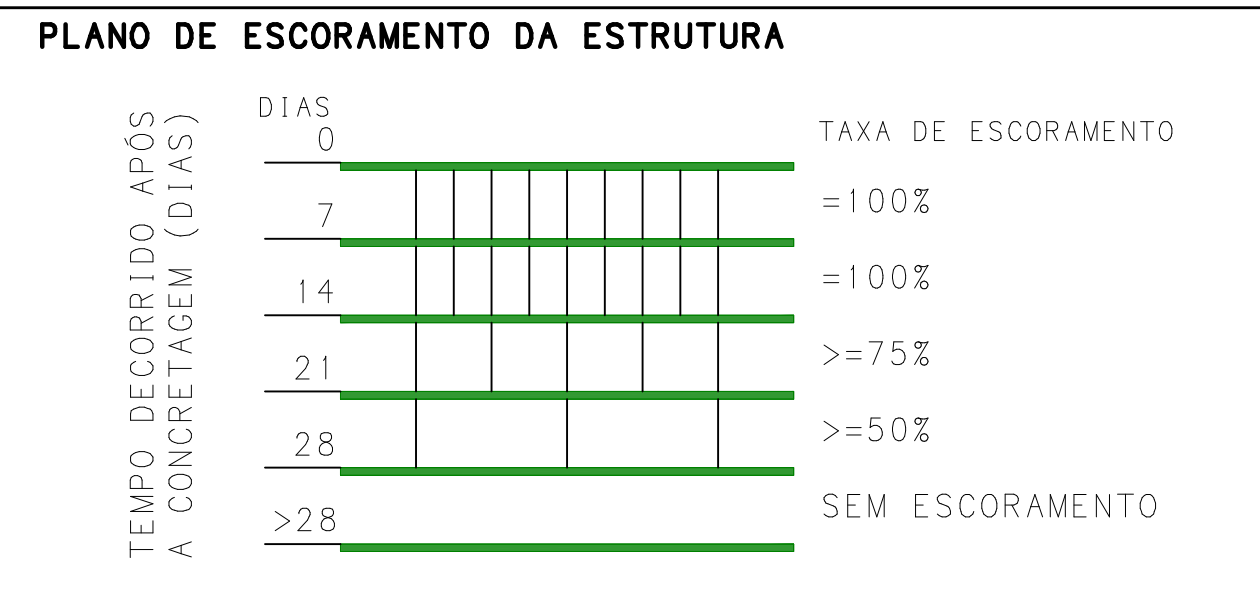 PLANO DE ESCORAMENTO DA ESTRUTURA
TEMPO DECORRIDO APÓS
A CONCRETAGEM (DIAS)
DIAS
0
TAXA DE ESCORAMENTO
=100%
7
=100%
14
>=75%
21
>=50%
28
SEM ESCORAMENTO
>28